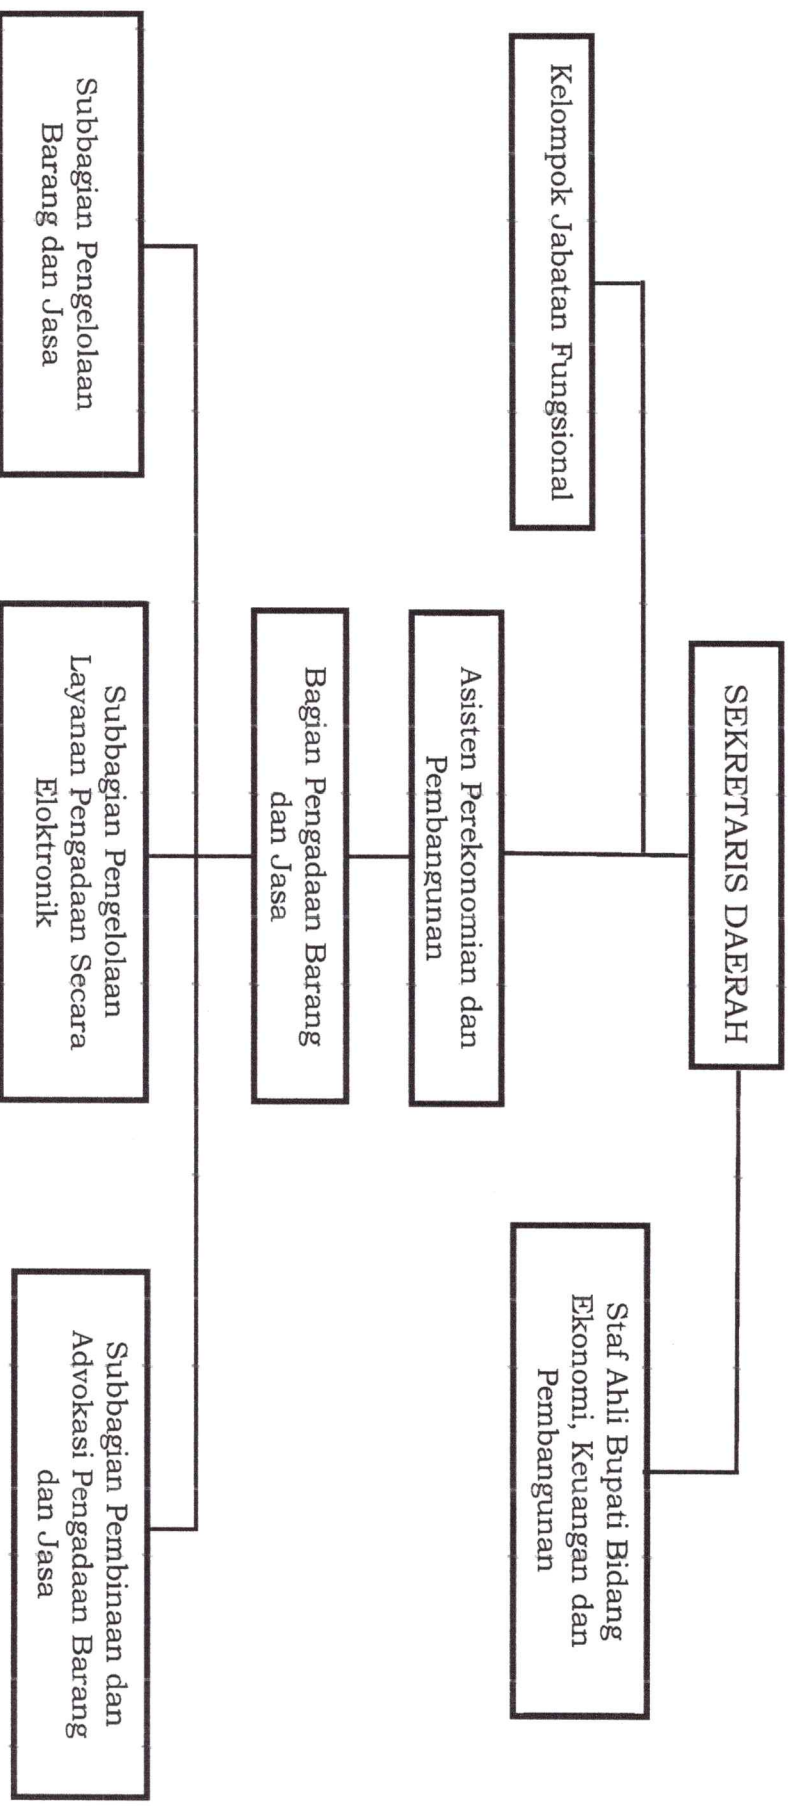 SEKRETARIS DAERAH
Kelompok Jabatan Fungsional
Staf Ahli Bupati Bidang
Ekonomi, Keuangan dan
Pembangunan
Asisten Perekonomian dan
Pembangunan
Bagian Pengadaan Barang
dan Jasa
Subbagian Pengelolaan
Barang dan Jasa
Subbagian Pengelolaan
Layanan Pengadaan Secara
Eloktronik
Subbagian Pembinaan dan
Advokasi Pengadaan Barang
dan Jasa